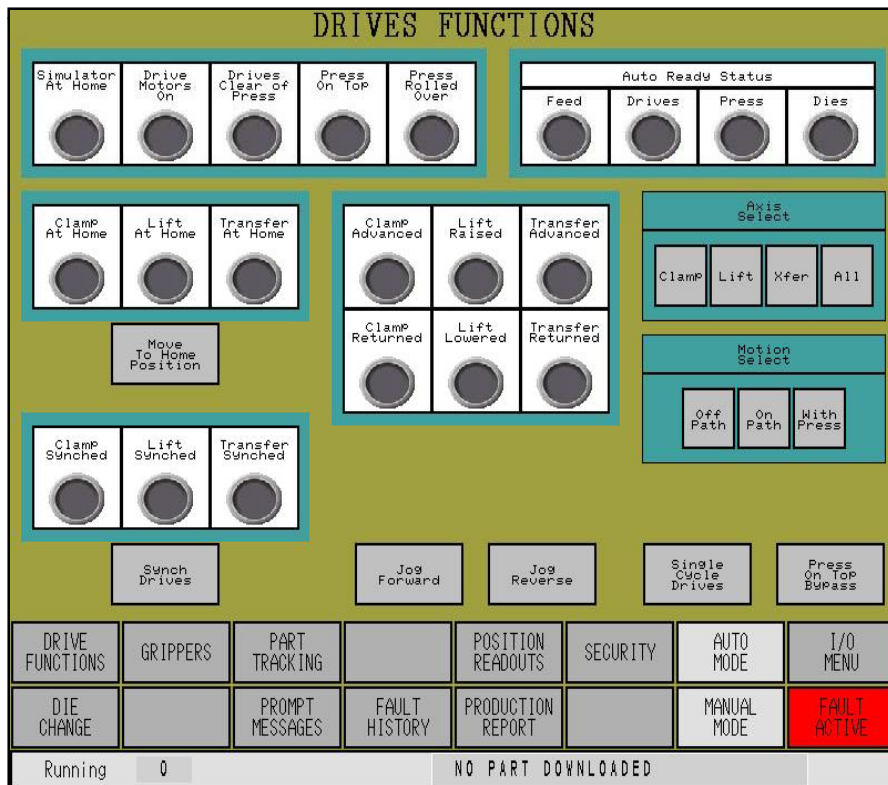 DRIVES FUNCTIONS
Simulator
At Home
Drive
Motors
On
Drives
Clear of
Press
Press
On Top
Press
Rolled
Over
Auto Ready Status
Feed
Drives
Press
Dies
Clamp
At Home
Lift
At Home
Transfer
At Home
Clamp
Advanced
Lift
Raised
Transfer
Advanced
Axis
Select
Clamp
Lift
Xfer
All
Move
To Home
Position
Clamp
Returned
Lift
Lowered
Transfer
Returned
Motion
Select
Off
Path
On
Path
With
Press
Clamp
Synched
Lift
Synched
Transfer
Synched
Synch
Drives
Jog
Forward
Jog
Reverse
Single
Cycle
Drives
Press
On Top
Bypass
DRIVE
FUNCTIONS
GRIPPERS
PART
TRACKING
POSITION
READOUTS
SECURITY
AUTO
MODE
I/O
MENU
DIE
CHANGE
PROMPT
MESSAGES
FAULT
HISTORY
PRODUCTION
REPORT
MANUAL
MODE
FAULT
ACTIVE
Running 0 NO PART DOWNLOADED